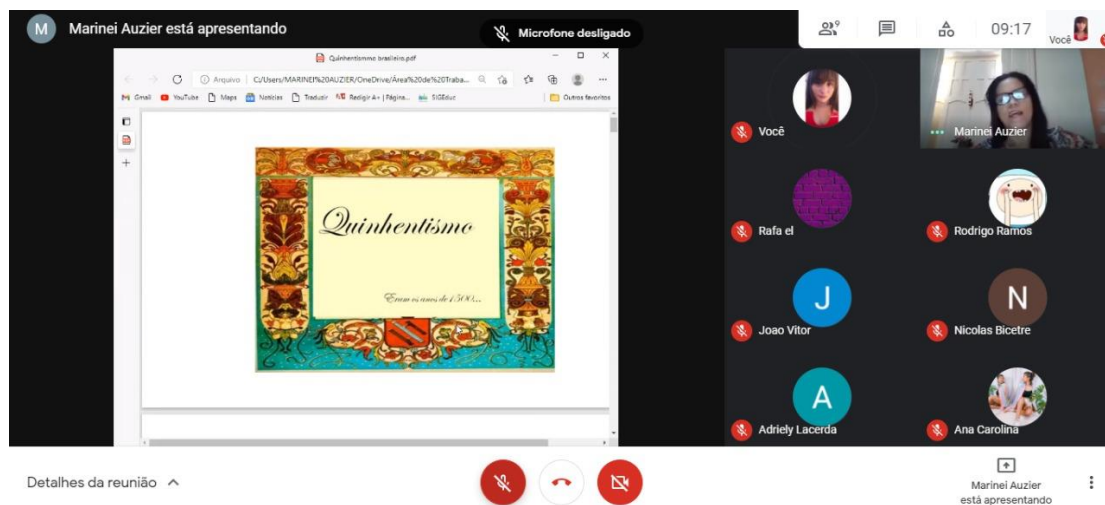 M Marinei Auzier está apresentando
Microfone desligado
9
09:17
Você
Quinhentismmo brasileiro.pdf
Arquivo | C:/Users/MARINEI%20AUZIER/OneDrive/Área%20de%20Traba...
Gmail YouTube Maps Notícias Traduzir Redigir A+ | Página... SIGEduc Outros favoritos
Quinhentismo
Eram os anos de 1500...
Você
Marinei Auzier
Rafa el
Rodrigo Ramos
J
Joao Vitor
N
Nicolas Bicetre
A
Adriely Lacerda
Ana Carolina
Detalhes da reunião
Marinei Auzier
está apresentando